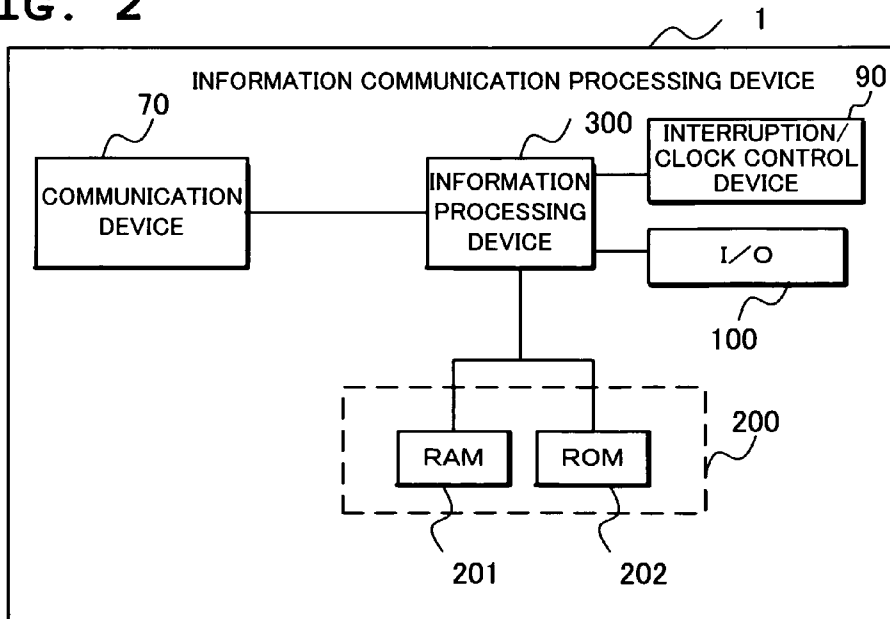 IG. 2
1
INFORMATION COMMUNICATION PROCESSING DEVICE
90
70
300
INTERRUPTION/
CLOCK CONTROL
DEVICE
COMMUNICATION
DEVICE
INFORMATION
PROCESSING
DEVICE
I/O
100
200
RAM
ROM
201
202